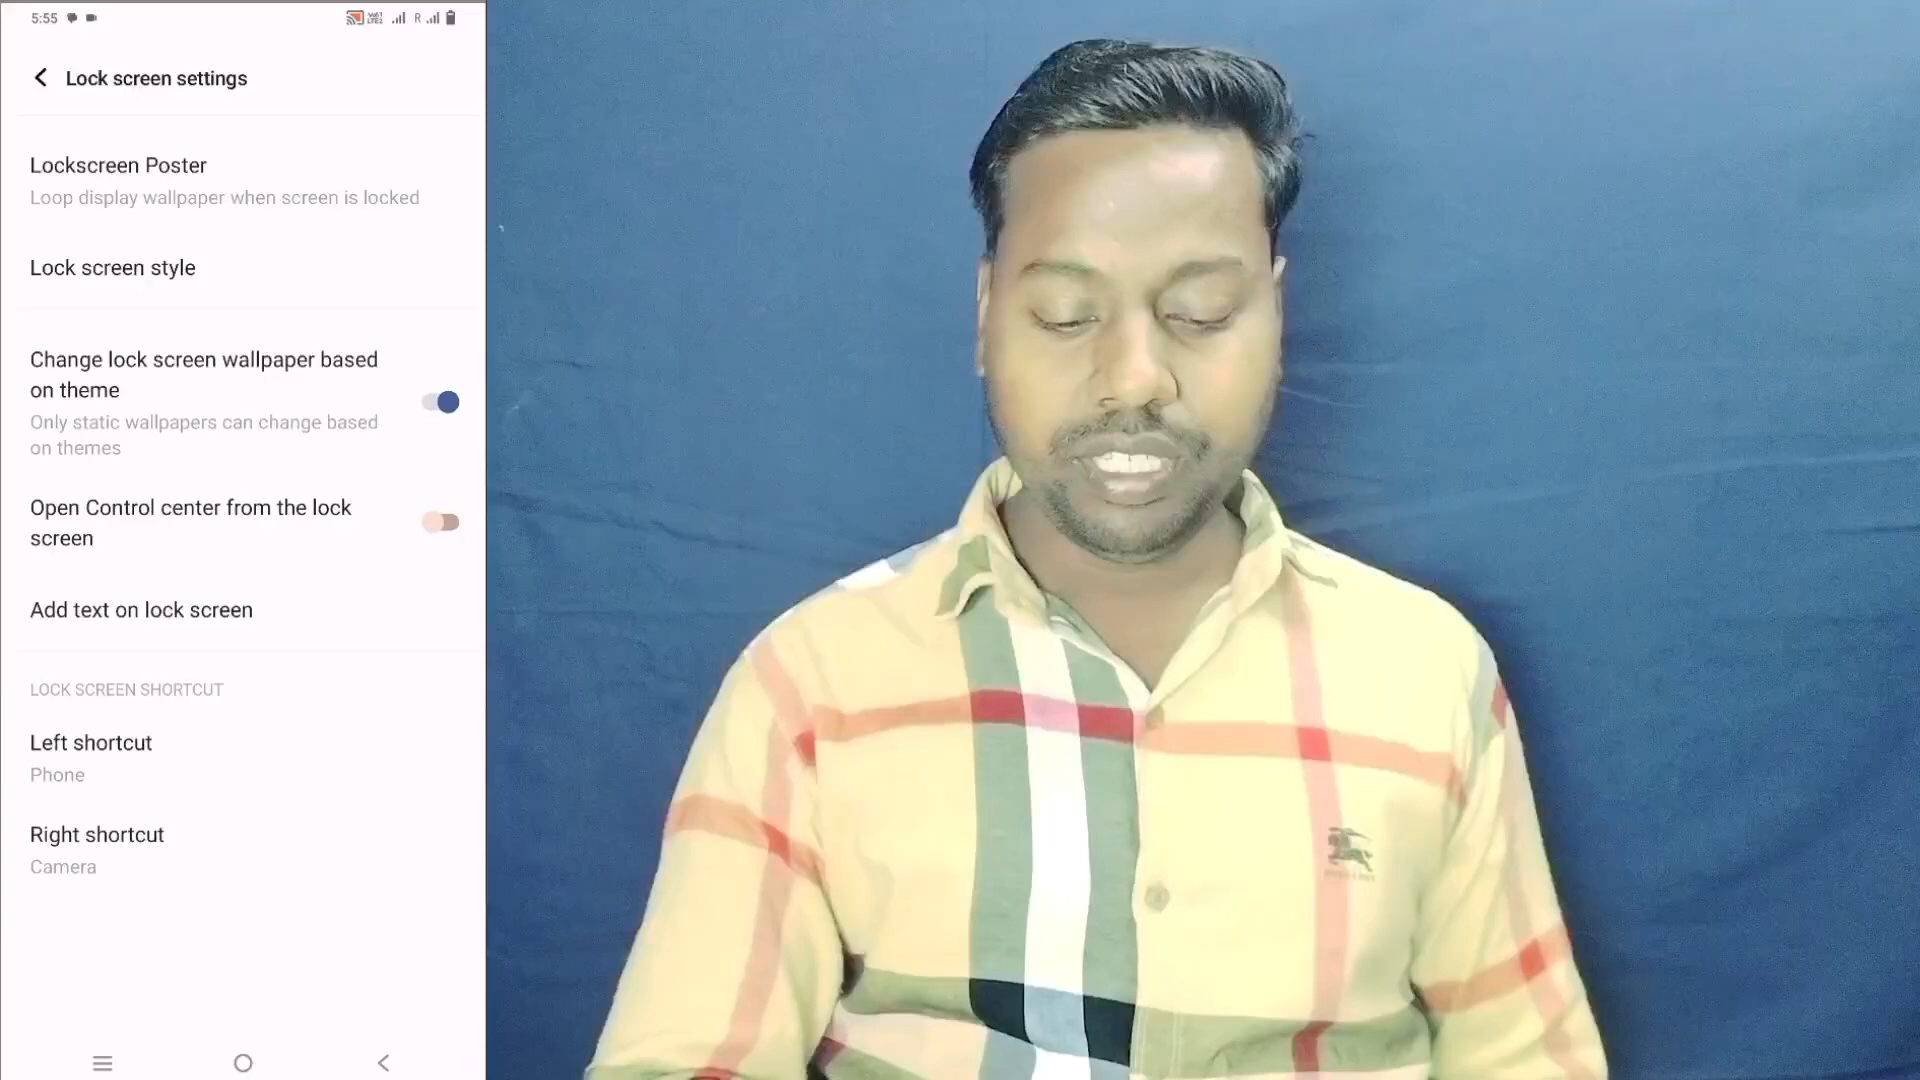 5:55
R
Lock screen settings
Lockscreen Poster
Loop display wallpaper when screen is locked
Lock screen style
Change lock screen wallpaper based
on theme
Only static wallpapers can change based
on themes
Open Control center from the lock
screen
Add text on lock screen
LOCK SCREEN SHORTCUT
Left shortcut
Phone
Right shortcut
Camera